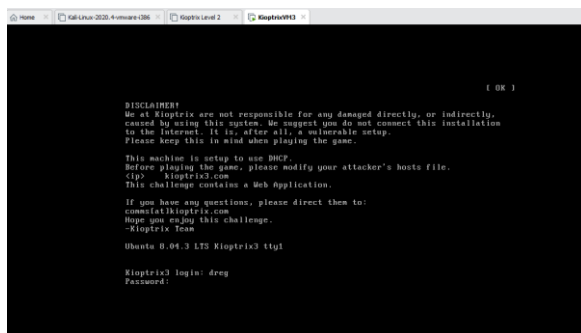 Home
Kali-Linux-2020.4-vmware-i386
Kioptrix Level 2
KioptrixVM3
[ OK ]
DISCLAIMER!
We at Kioptrix are not responsible for any damaged directly, or indirectly,
caused by using this system. We suggest you do not connect this installation
to the Internet. It is, after all, a vulnerable setup.
Please keep this in mind when playing the game.
This machine is setup to use DHCP.
Before playing the game, please modify your attacker's hosts file.
<ip> kioptrix3.com
This challenge contains a Web Application.
If you have any questions, please direct them to:
comms[at]kioptrix.com
Hope you enjoy this challenge.
-Kioptrix Team
Ubuntu 8.04.3 LTS Kioptrix3 tty1
Kioptrix3 login: dreg
Password: